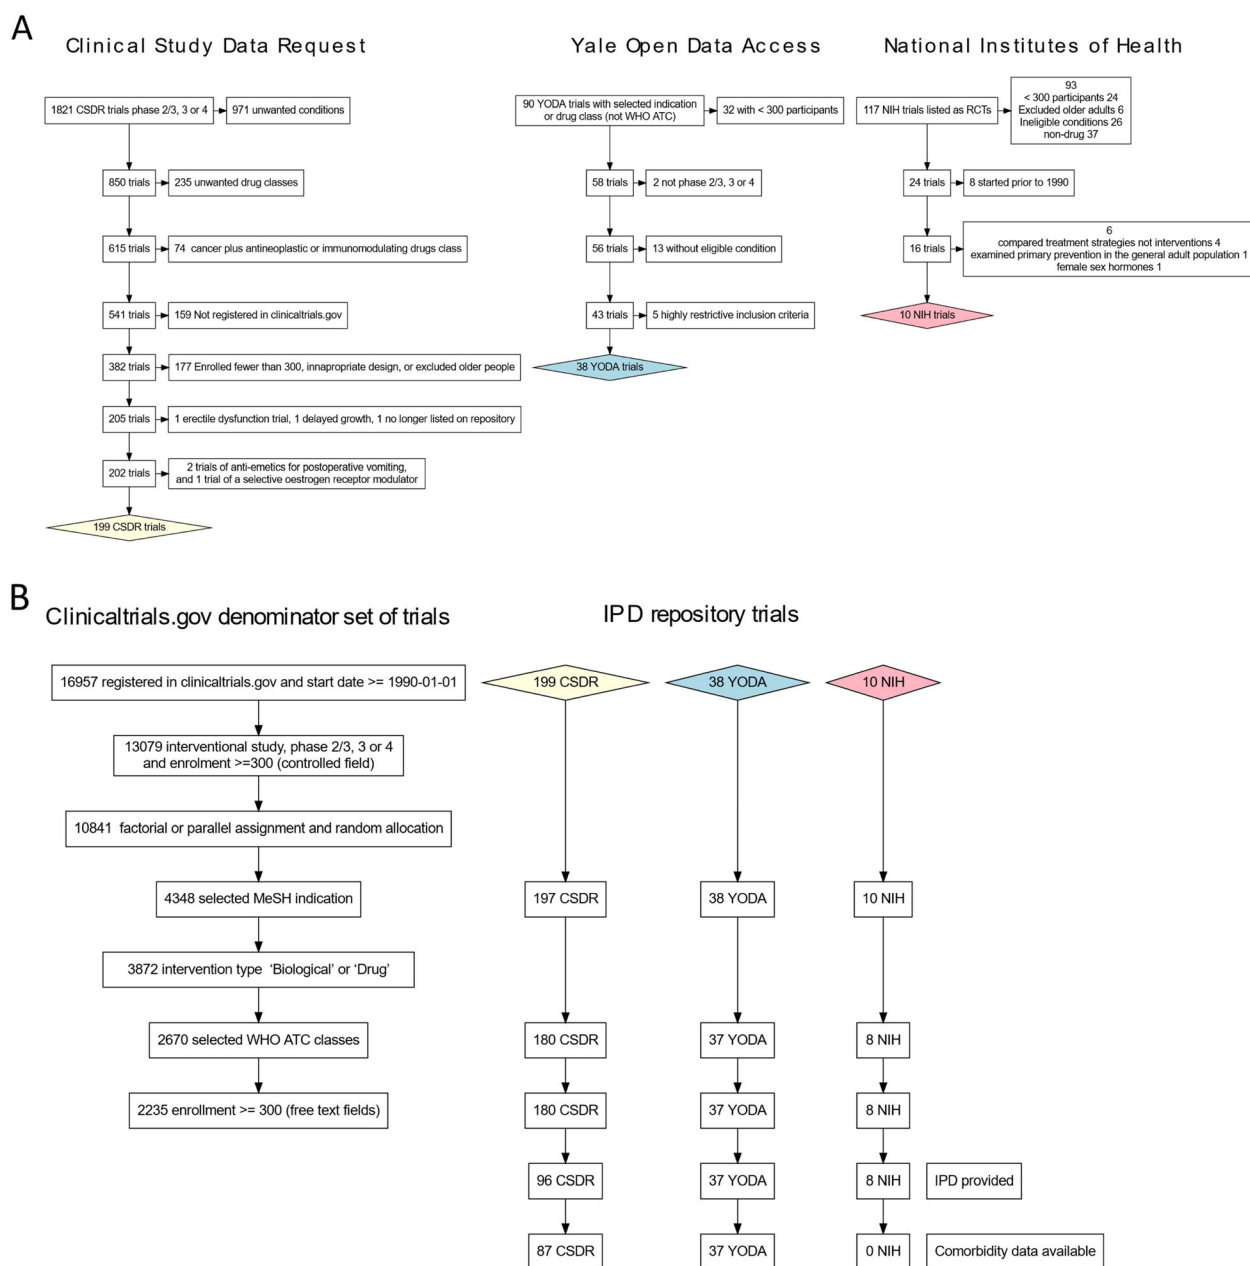 A
Clinical Study Data Request
1821 CSDR trials phase 2/3, 3 or 4
971 unwanted conditions
850 trials
235 unwanted drug classes
615 trials
74 cancer plus antineoplastic or immunomodulating drugs class
541 trials
159 Not registered in clinicaltrials.gov
382 trials
177 Enrolled fewer than 300, innapropriate design, or excluded older people
205 trials
1 erectile dysfunction trial, 1 delayed growth, 1 no longer listed on repository
202 trials
2 trials of anti-emetics for postoperative vomiting,
and 1 trial of a selective oestrogen receptor modulator
199 CSDR trials
Yale Open Data Access
90 YODA trials with selected indication
or drug class (not WHO ATC)
32 with < 300 participants
58 trials
2 not phase 2/3, 3 or 4
56 trials
13 without eligible condition
43 trials
5 highly restrictive inclusion criteria
38 YODA trials
National Institutes of Health
117 NIH trials listed as RCTs
93
< 300 participants 24
Excluded older adults 6
Ineligible conditions 26
non-drug 37
24 trials
8 started prior to 1990
16 trials
6
compared treatment strategies not interventions 4
examined primary prevention in the general adult population 1
female sex hormones 1
10 NIH trials
B
Clinicaltrials.gov denominator set of trials
16957 registered in clinicaltrials.gov and start date >= 1990-01-01
13079 interventional study, phase 2/3, 3 or 4
and enrolment >=300 (controlled field)
10841 factorial or parallel assignment and random allocation
4348 selected MeSH indication
3872 intervention type ‘Biological’ or ‘Drug’
2670 selected WHO ATC classes
2235 enrollment >= 300 (free text fields)
IPD repository trials
199 CSDR
38 YODA
10 NIH
197 CSDR
38 YODA
10 NIH
180 CSDR
37 YODA
8 NIH
180 CSDR
37 YODA
8 NIH
96 CSDR
37 YODA
8 NIH
IPD provided
87 CSDR
37 YODA
0 NIH
Comorbidity data available